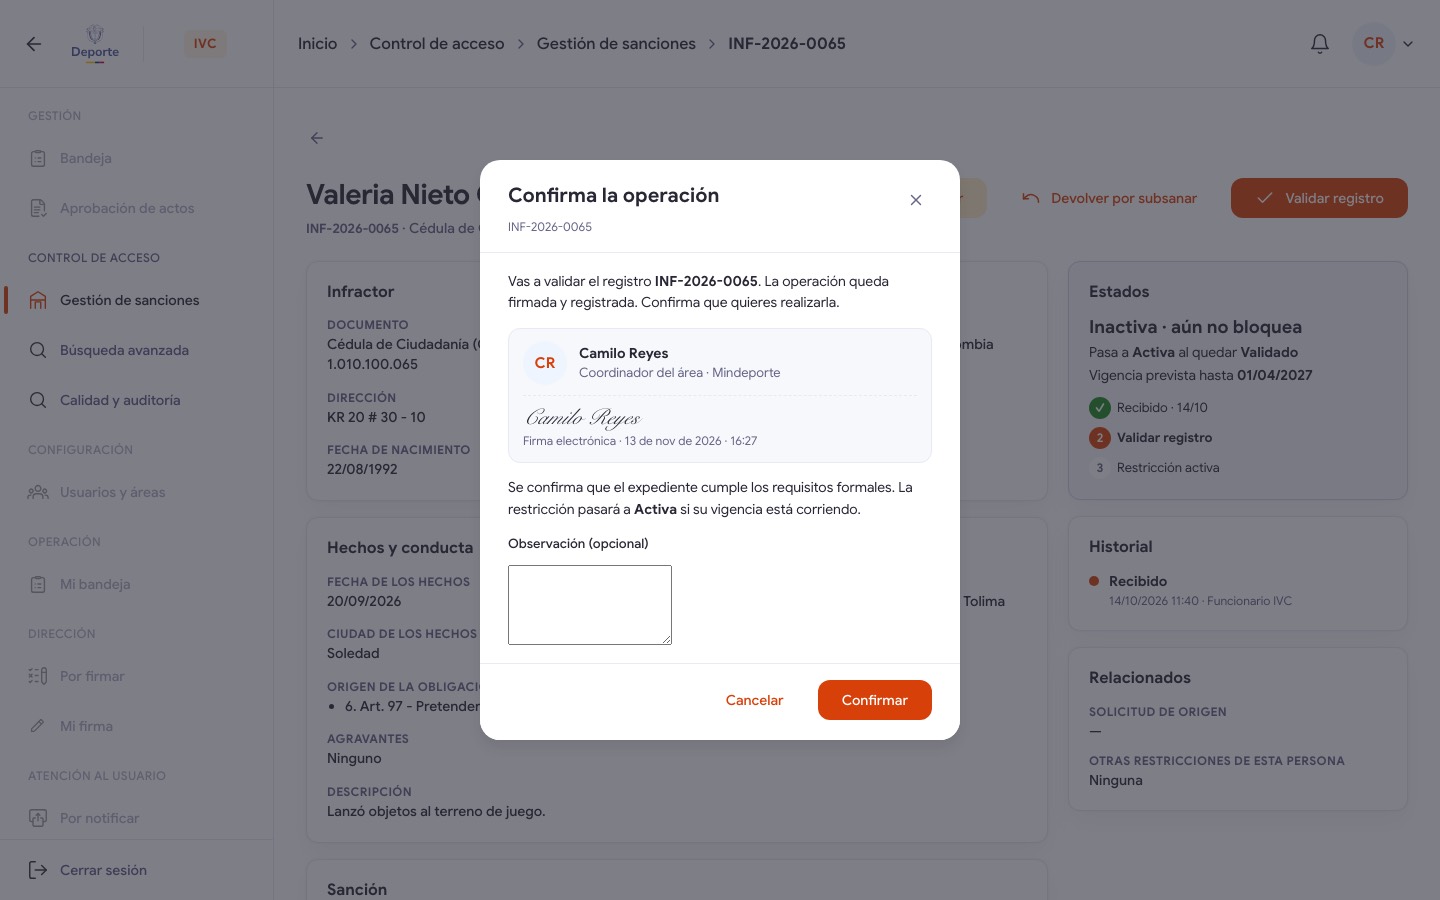 Deporte
IVC
Inicio > Control de acceso > Gestión de sanciones > INF-2026-0065
CR
GESTIÓN
Bandeja
Aprobación de actos
CONTROL DE ACCESO
Gestión de sanciones
Búsqueda avanzada
Calidad y auditoría
CONFIGURACIÓN
Usuarios y áreas
OPERACIÓN
Mi bandeja
DIRECCIÓN
Por firmar
Mi firma
ATENCIÓN AL USUARIO
Por notificar
Cerrar sesión
Valeria Nieto
INF-2026-0065 · Cédula de
Devolver por subsanar
Validar registro
Infractor
DOCUMENTO
Cédula de Ciudadanía
1.010.100.065
DIRECCIÓN
KR 20 # 30 - 10
FECHA DE NACIMIENTO
22/08/1992
Hechos y conducta
FECHA DE LOS HECHOS
20/09/2026
Tolima
CIUDAD DE LOS HECHOS
Soledad
ORIGEN DE LA
6. Art. 97 - Pretender
AGRAVANTES
Ninguno
DESCRIPCIÓN
Lanzó objetos al terreno de juego.
Sanción
Confirma la operación
INF-2026-0065
Vas a validar el registro INF-2026-0065. La operación queda
firmada y registrada. Confirma que quieres realizarla.
CR
Camilo Reyes
Coordinador del área · Mindeporte
Camilo Reyes
Firma electrónica · 13 de nov de 2026 · 16:27
Se confirma que el expediente cumple los requisitos formales. La
restricción pasará a Activa si su vigencia está corriendo.
Observación (opcional)
Cancelar
Confirmar
Estados
Inactiva · aún no bloquea
Pasa a Activa al quedar Validado
Vigencia prevista hasta 01/04/2027
Recibido · 14/10
2 Validar registro
3 Restricción activa
Historial
Recibido
14/10/2026 11:40 · Funcionario IVC
Relacionados
SOLICITUD DE ORIGEN
—
OTRAS RESTRICCIONES DE ESTA PERSONA
Ninguna